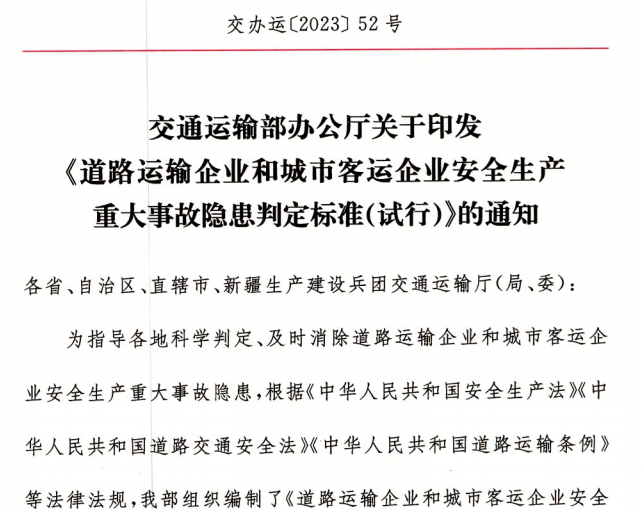 交办运〔2023〕52号
交通运输部办公厅关于印发
《道路运输企业和城市客运企业安全生产
重大事故隐患判定标准(试行)》的通知
各省、自治区、直辖市、新疆生产建设兵团交通运输厅(局、委):
为指导各地科学判定、及时消除道路运输企业和城市客运企
业安全生产重大事故隐患,根据《中华人民共和国安全生产法》《中
华人民共和国道路交通安全法》《中华人民共和国道路运输条例》
等法律法规,我部组织编制了《道路运输企业和城市客运企业安全